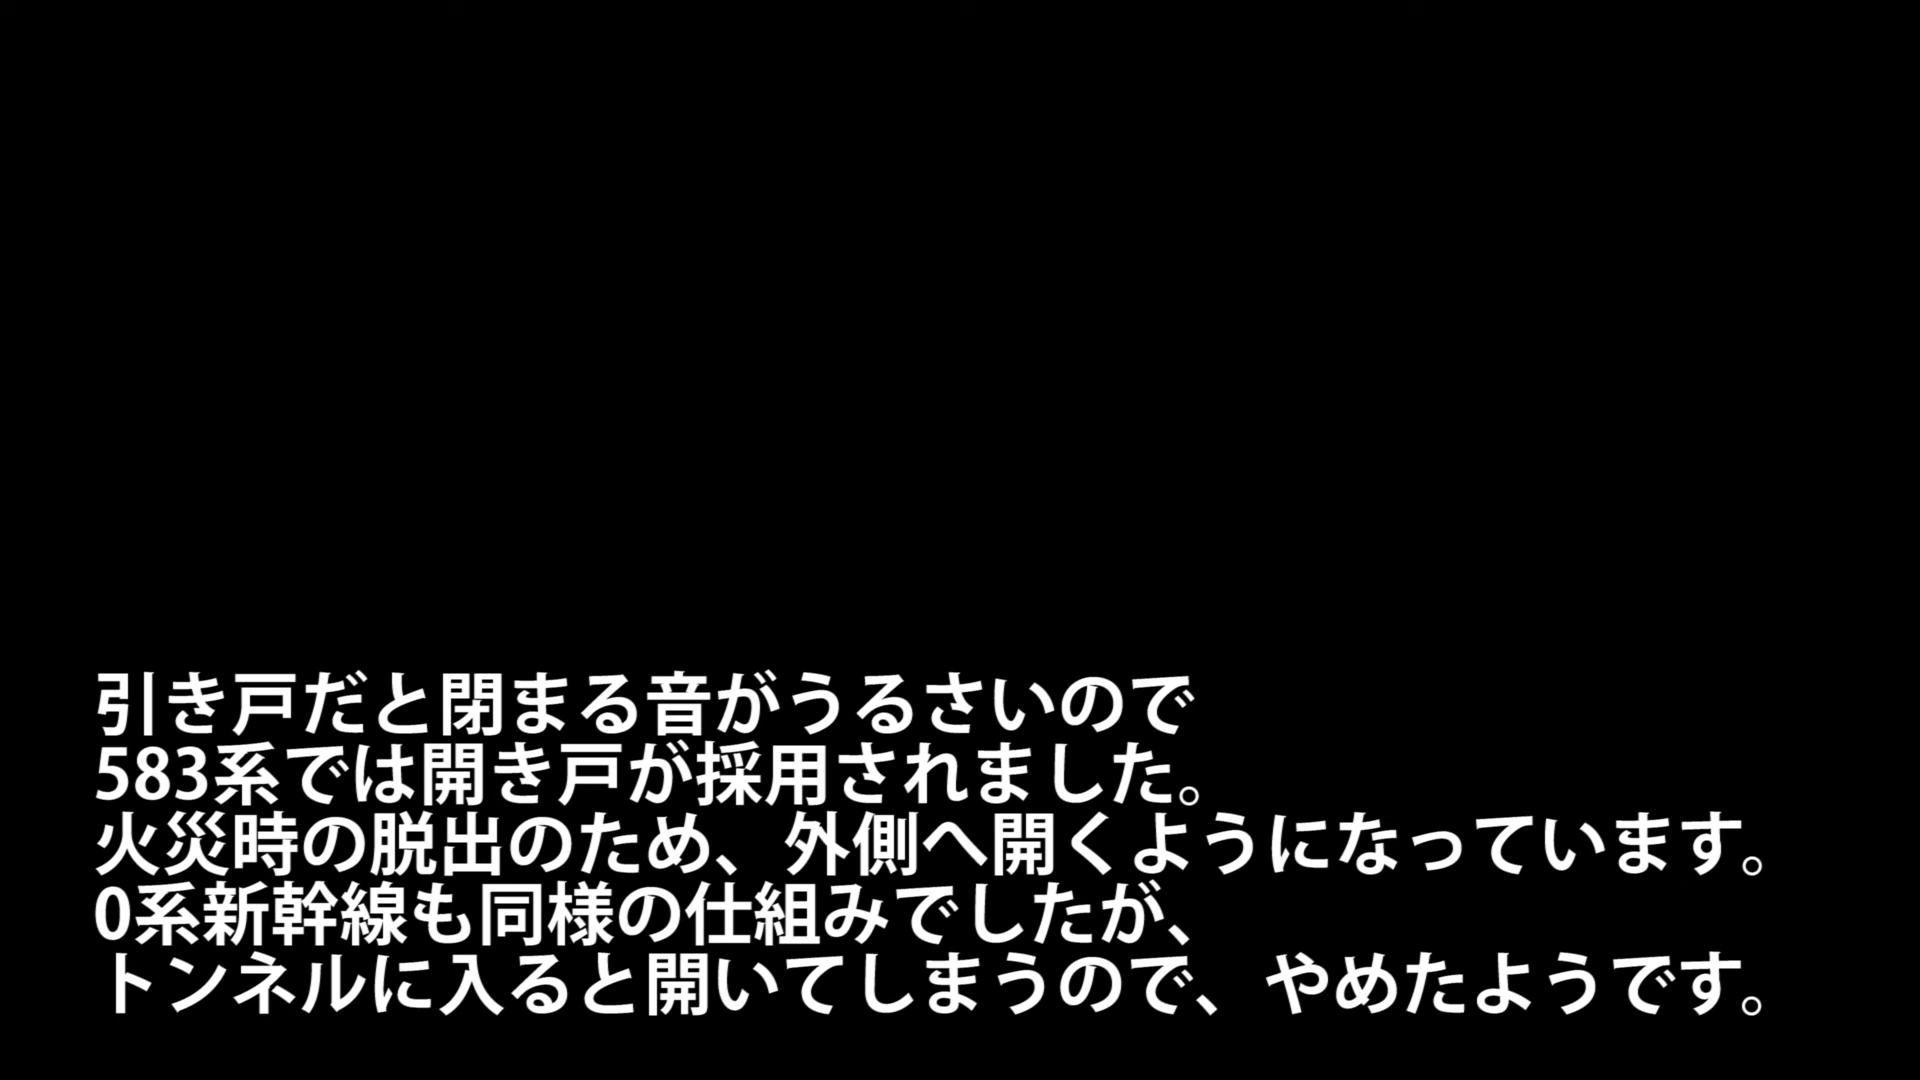 引き戸だと閉まる音がうるさいので
583系では開き戸が採用されました。
火災時の脱出のため、外側へ開くようになっています。
0系新幹線も同様の仕組みでしたが、
トンネルに入ると開いてしまうので、やめたようです。